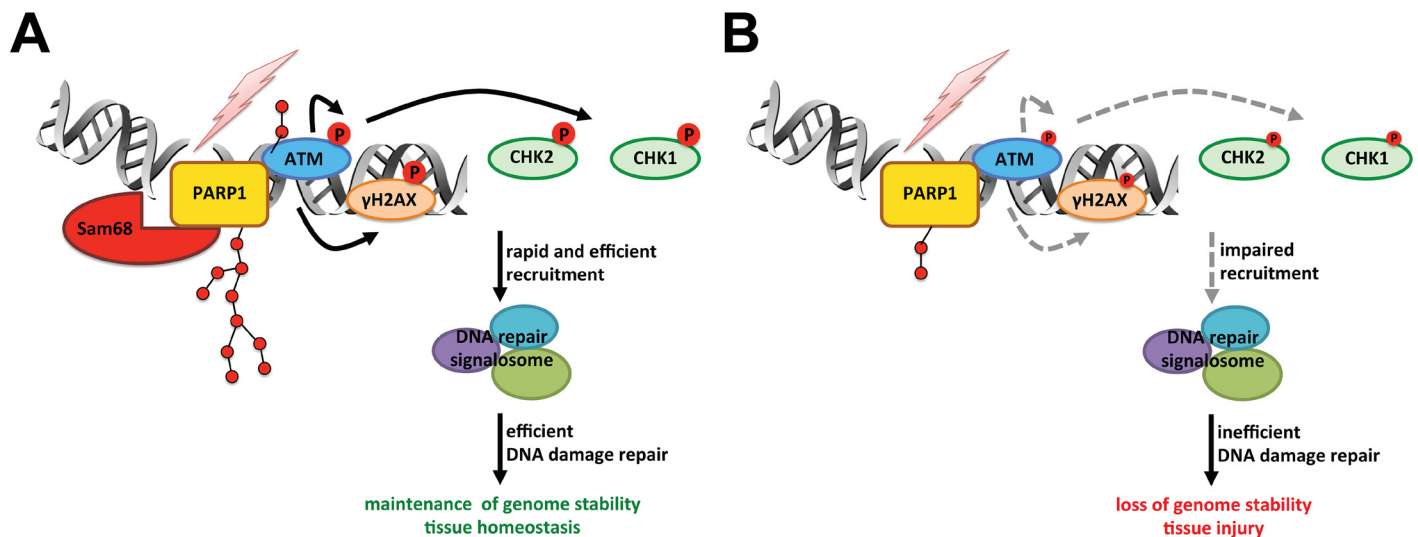 A
P
ATM
PARP1
Sam68
P
γH2AX
P
CHK2
P
CHK1
rapid and efficient
recruitment
DNA repair
signalosome
efficient
DNA damage repair
maintenance of genome stability
tissue homeostasis
B
P
ATM
PARP1
P
γH2AX
P
CHK2
P
CHK1
impaired
recruitment
DNA repair
signalosome
inefficient
DNA damage repair
loss of genome stability
tissue injury